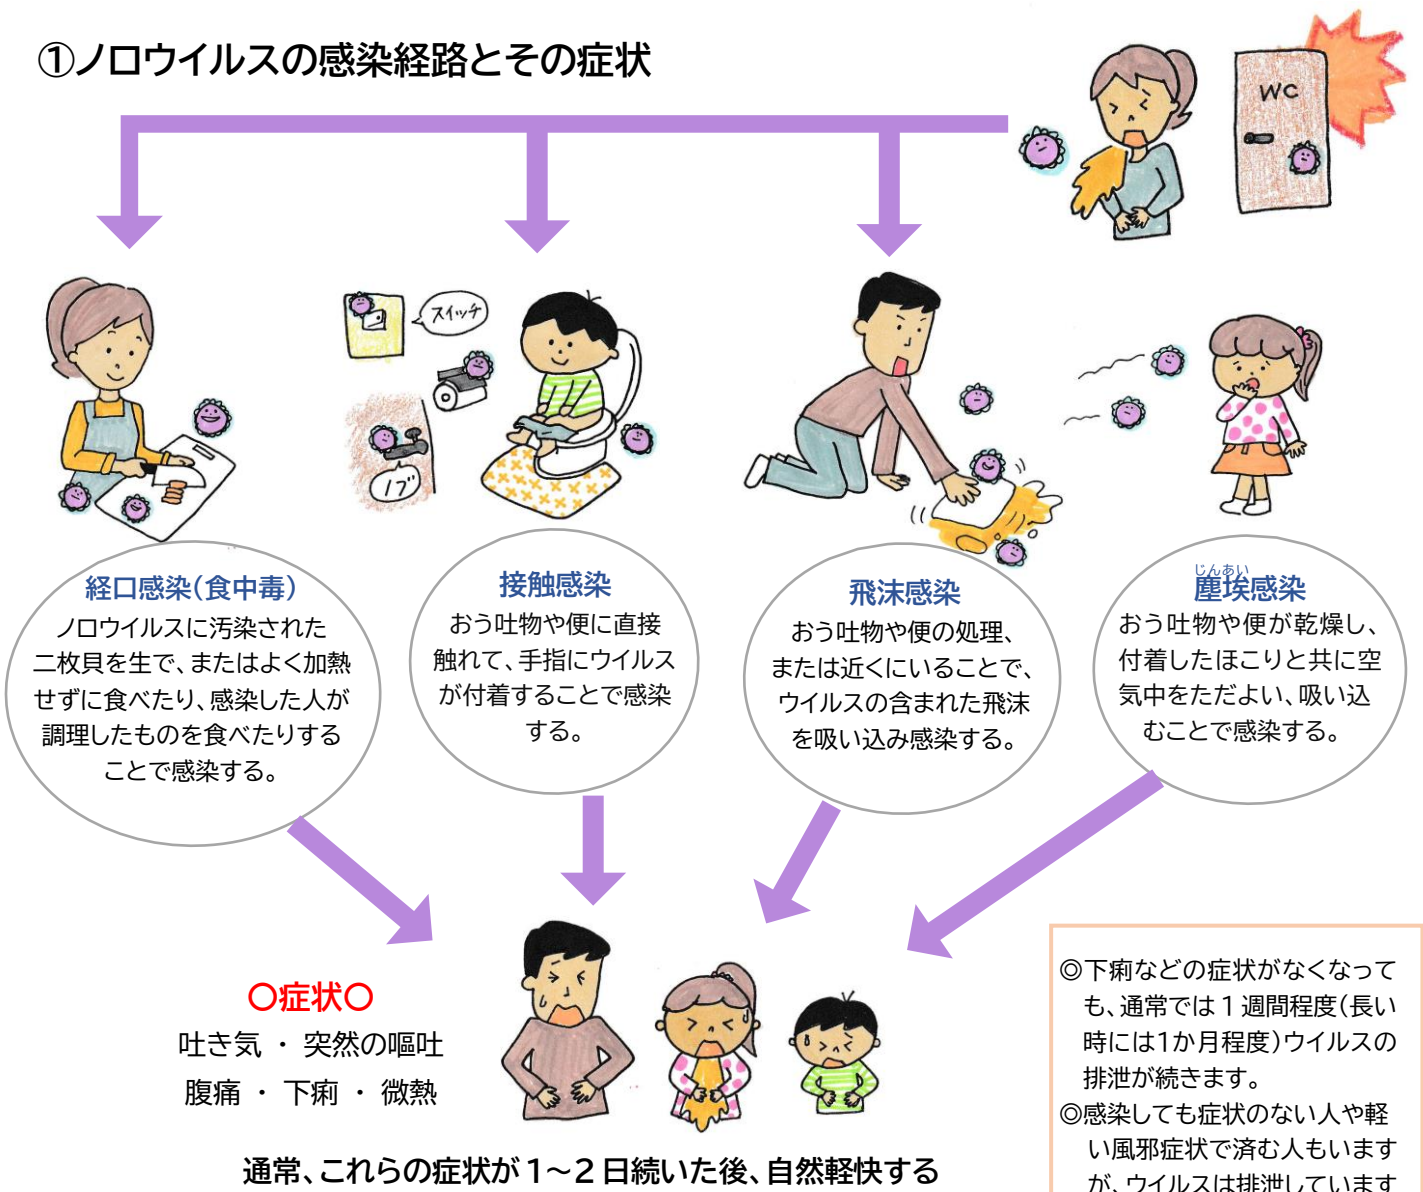 ①ノロウイルスの感染経路とその症状
WC
スイッチ
ノブ
経口感染(食中毒)
ノロウイルスに汚染された
二枚貝を生で、またはよく加熱
せずに食べたり、感染した人が
調理したものを食べたりする
ことで感染する。
接触感染
おう吐物や便に直接
触れて、手指にウイルス
が付着することで感染
する。
飛沫感染
おう吐物や便の処理、
または近くにいることで、
ウイルスの含まれた飛沫
を吸い込み感染する。
じんあい
塵埃感染
おう吐物や便が乾燥し、
付着したほこりと共に空
気中をただよい、吸い込
むことで感染する。
〇症状〇
吐き気 ・ 突然の嘔吐
腹痛 ・ 下痢 ・ 微熱
通常、これらの症状が1~2日続いた後、自然軽快する
◎下痢などの症状がなくなって
も、通常では1週間程度(長い
時には1か月程度)ウイルスの
排泄が続きます。
◎感染しても症状のない人や軽
い風邪症状で済む人もいます
が、ウイルスは排泄しています